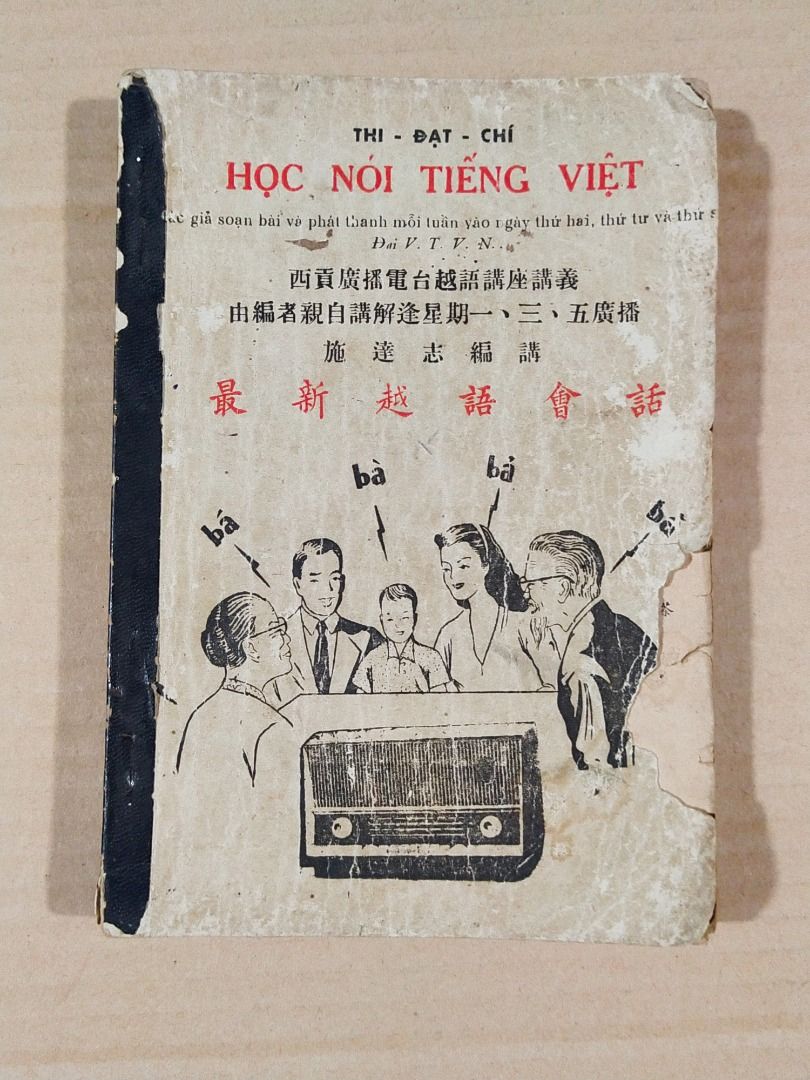 THI - ĐẠT - CHÍ
HỌC NÓI TIẾNG VIỆT
giả soạn bài và phát thanh mỗi tuần vào ngày thứ hai, thứ tư và thứ
Đài V. T. V. N.
西貢廣播電台越語講座講義
由編者親自講解逢星期一、三、五廣播
施達志編講
最新越語會話
bá
bà
bả